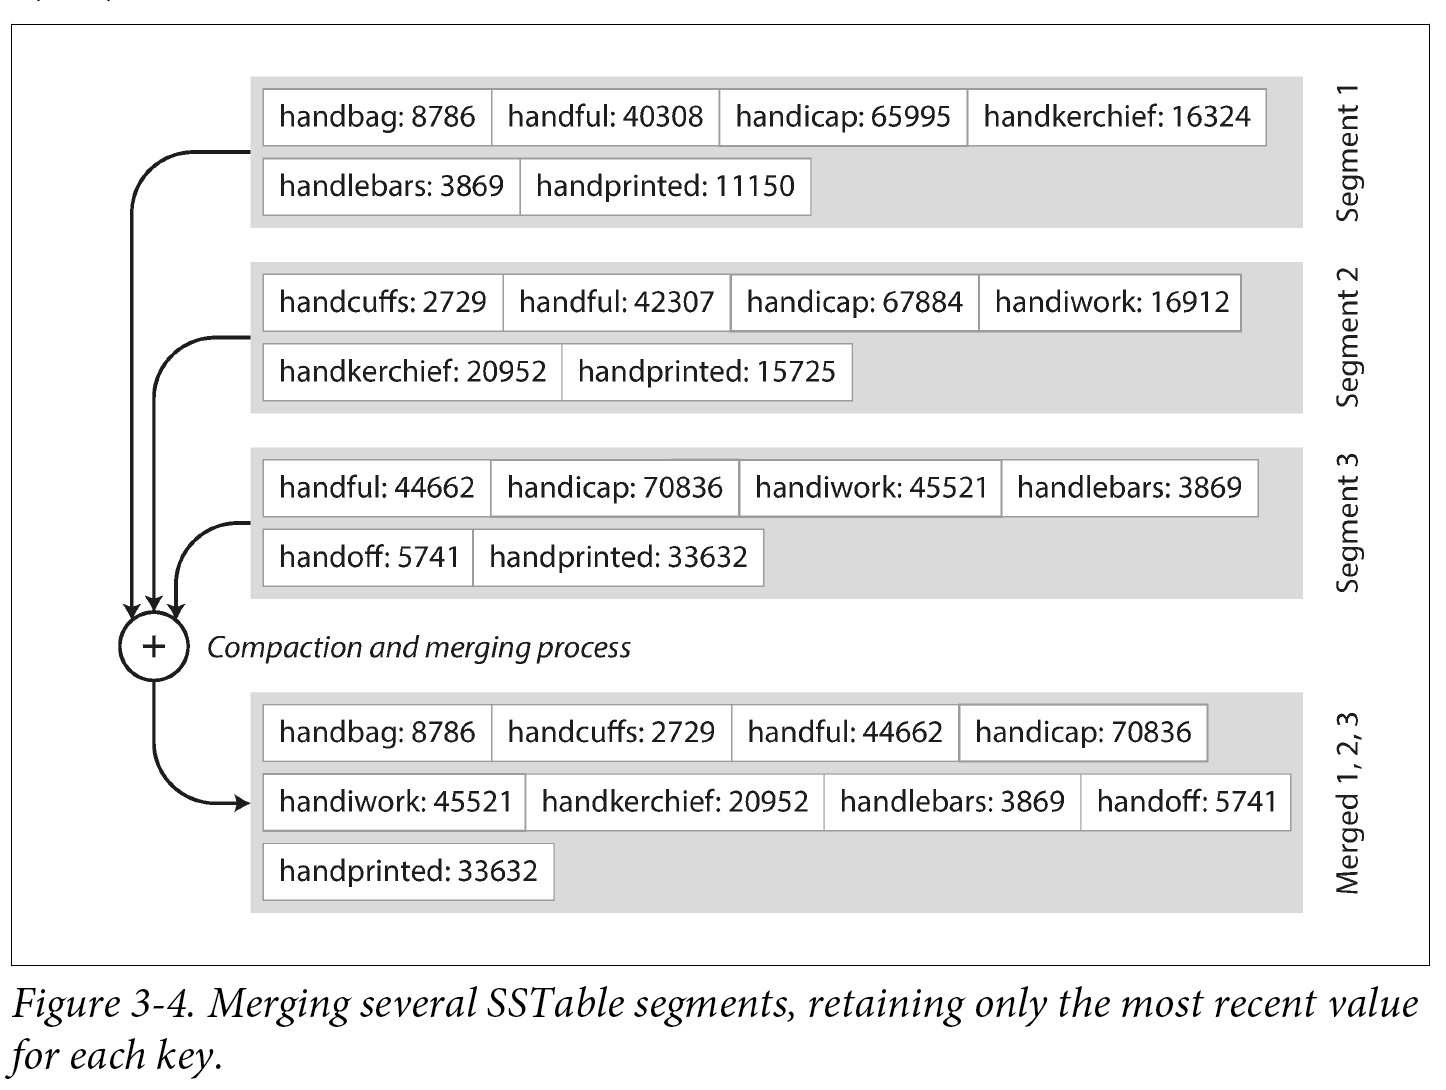 handbag: 8786 handful: 40308 handicap: 65995 handkerchief: 16324
handlebars: 3869 handprinted: 11150
Segment 1
handcuffs: 2729 handful: 42307 handicap: 67884 handiwork: 16912
handkerchief: 20952 handprinted: 15725
Segment 2
handful: 44662 handicap: 70836 handiwork: 45521 handlebars: 3869
handoff: 5741 handprinted: 33632
Segment 3
+ Compaction and merging process
handbag: 8786 handcuffs: 2729 handful: 44662 handicap: 70836
handiwork: 45521 handkerchief: 20952 handlebars: 3869 handoff: 5741
handprinted: 33632
Merged 1, 2, 3
Figure 3-4. Merging several SSTable segments, retaining only the most recent value
for each key.